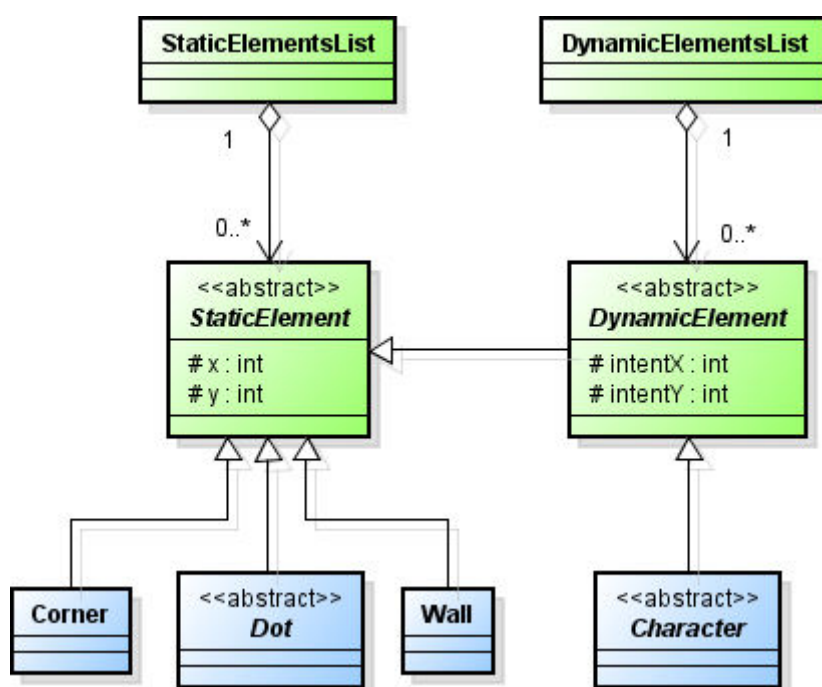 StaticElementsList
DynamicElementsList
1
1
0..*
0..*
<<abstract>>
StaticElement
# x : int
# y : int
<<abstract>>
DynamicElement
# intentX : int
# intentY : int
Corner
<<abstract>>
Dot
Wall
<<abstract>>
Character